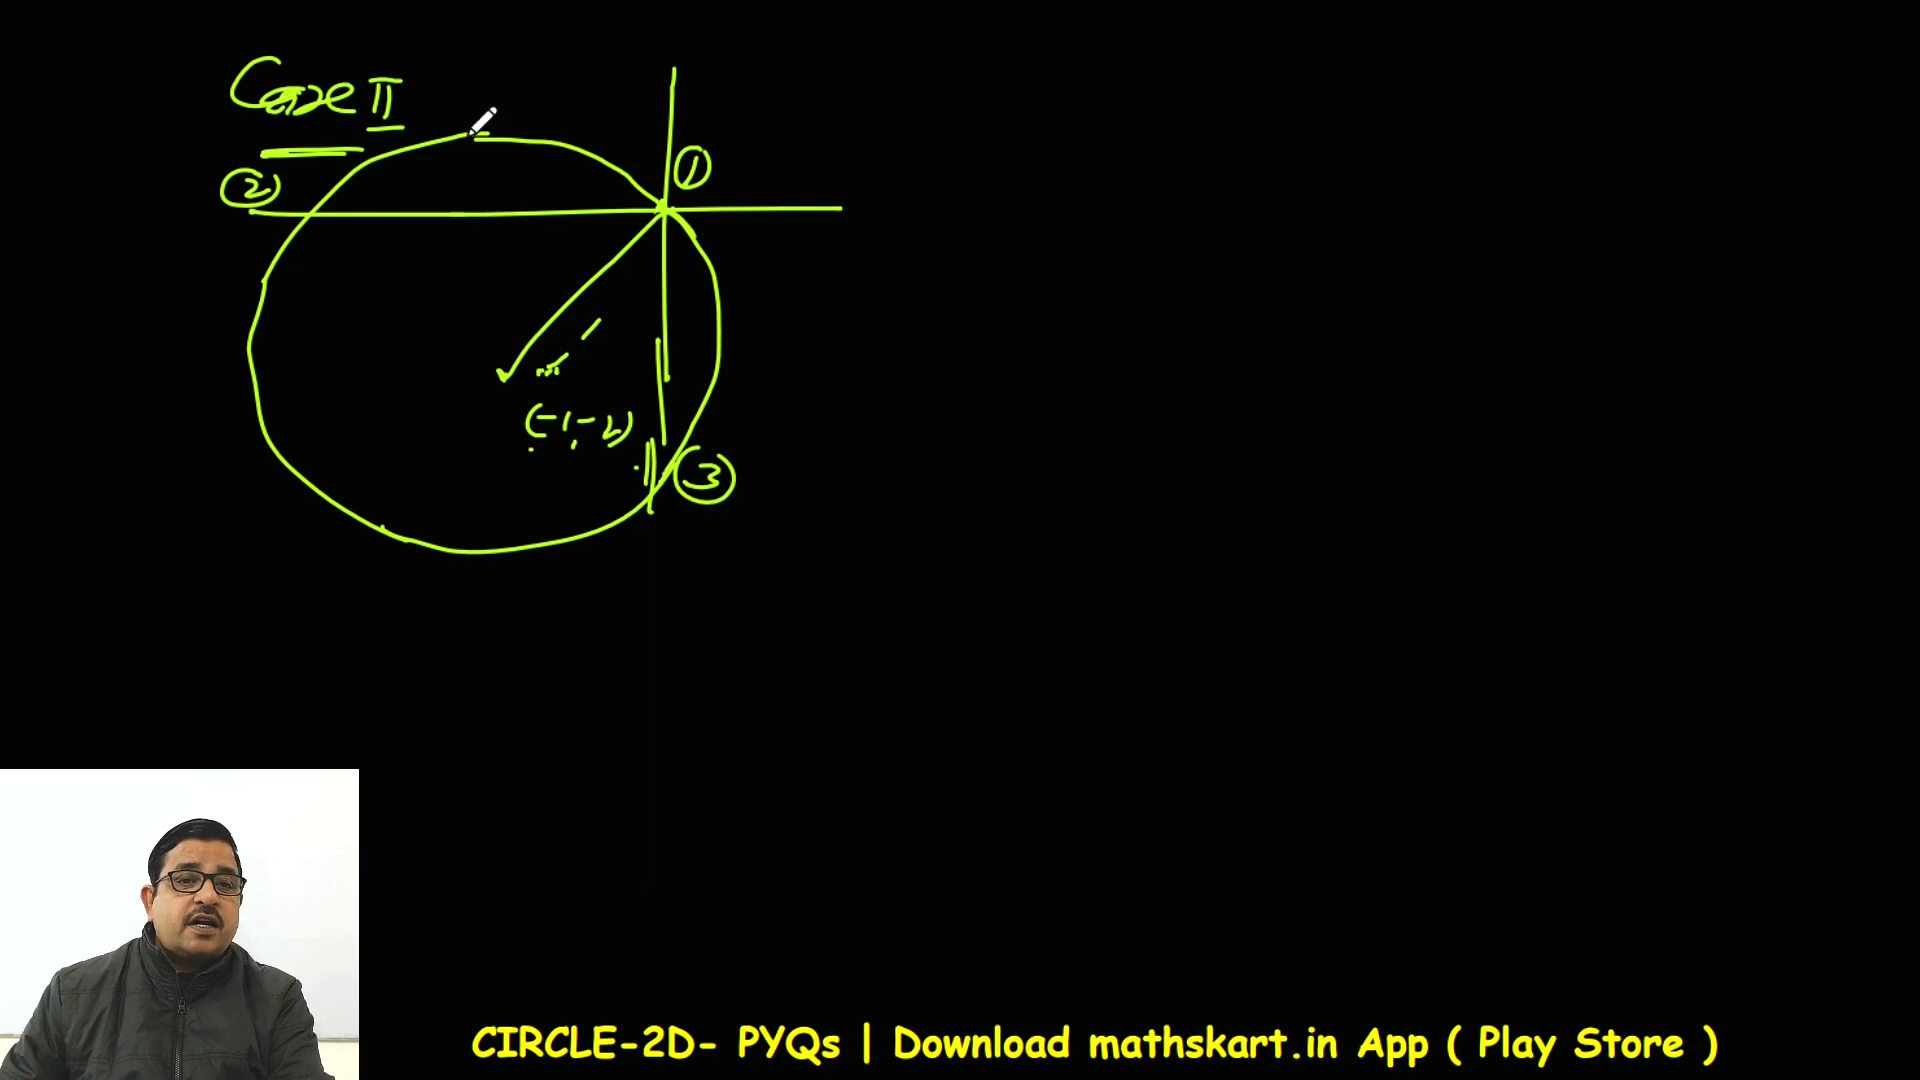 Case II
①
②
(-1,-2)
③
CIRCLE-2D- PYQs | Download mathskart.in App ( Play Store )